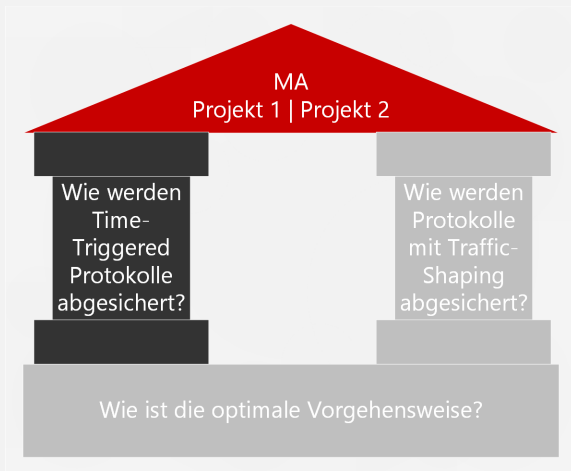 MA
Projekt 1 | Projekt 2
Wie werden
Time-
Triggered
Protokolle
abgesichert?
Wie werden
Protokolle
mit Traffic-
Shaping
abgesichert?
Wie ist die optimale Vorgehensweise?